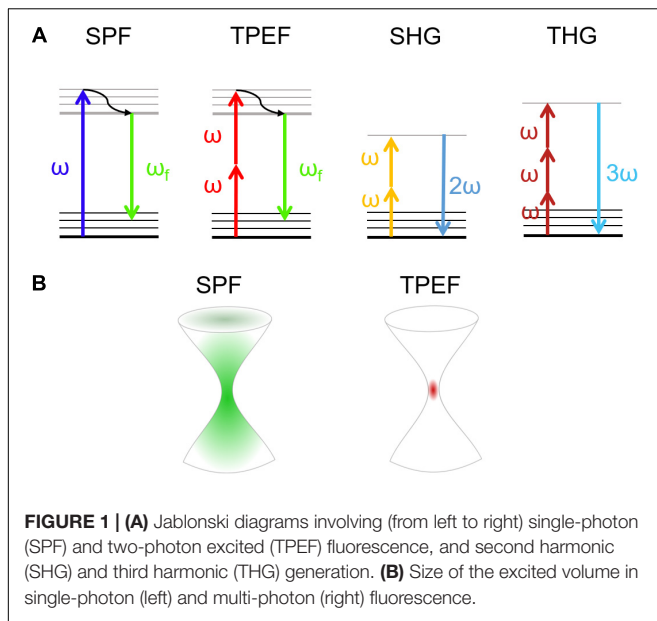 A
SPF
TPEF
SHG
THG
ω
ωf
ω
ω
ωf
ω
ω
2ω
ω
ω
ω
3ω
B
SPF
TPEF
FIGURE 1 | (A) Jablonski diagrams involving (from left to right) single-photon
(SPF) and two-photon excited (TPEF) fluorescence, and second harmonic
(SHG) and third harmonic (THG) generation. (B) Size of the excited volume in
single-photon (left) and multi-photon (right) fluorescence.